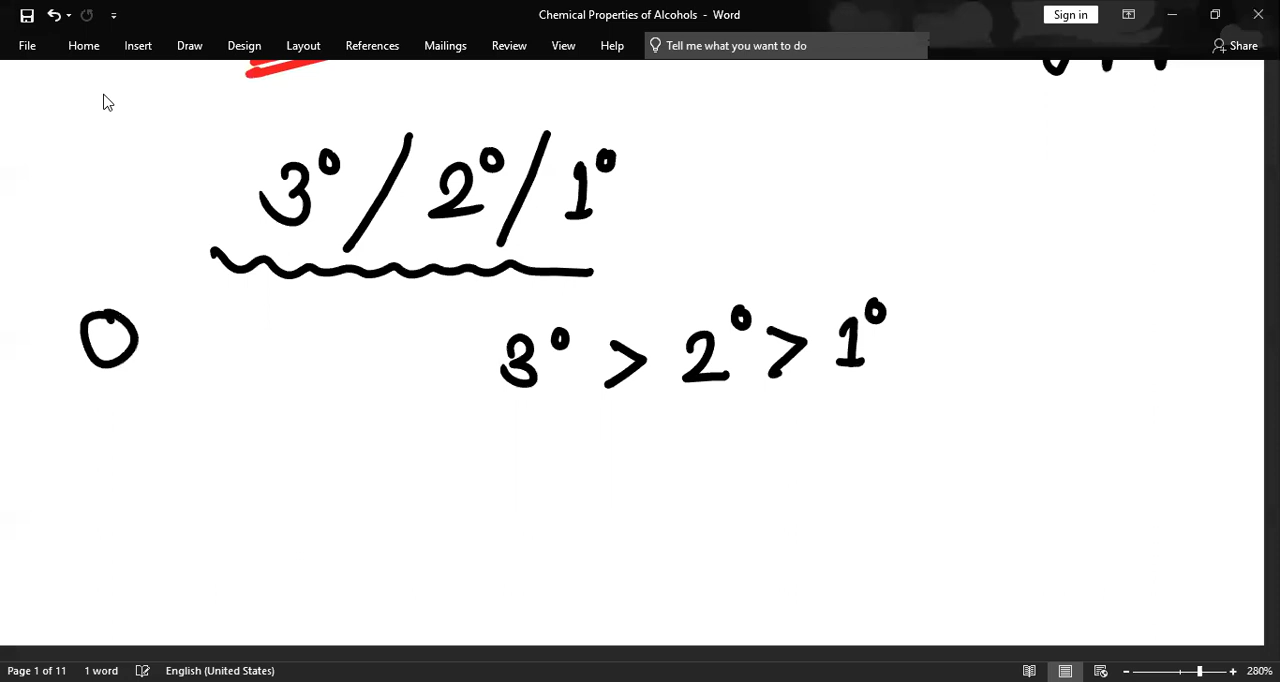 Chemical Properties of Alcohols - Word
Sign in
File Home Insert Draw Design Layout References Mailings Review View Help Tell me what you want to do Share
3° / 2° / 1°
O 3° > 2° > 1°
Page 1 of 11 1 word English (United States) 280%